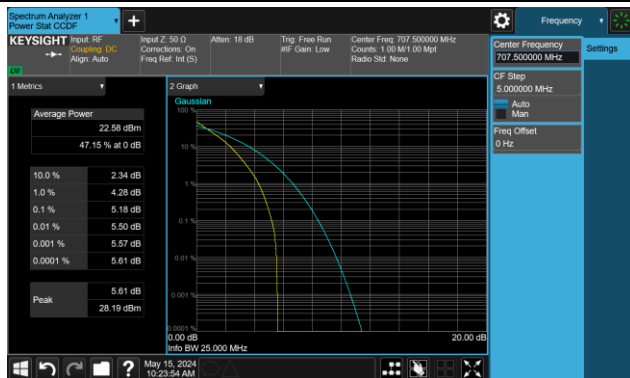 Spectrum Analyzer 1
Power Stat CCDF
Frequency
KEYSIGHT
Input: RF
Coupling: DC
Align: Auto
Input Z: 50 Ω
Corrections: On
Freq Ref: Int (S)
Atten: 18 dB
Trig: Free Run
#IF Gain: Low
Center Freq: 707.500000 MHz
Counts: 1.00 M/1.00 Mpt
Radio Std: None
LXI
Center Frequency
707.500000 MHz
Settings
CF Step
5.000000 MHz
Auto
Man
Freq Offset
0 Hz
1 Metrics
Average Power
22.58 dBm
47.15 % at 0 dB
10.0 % 2.34 dB
1.0 % 4.28 dB
0.1 % 5.18 dB
0.01 % 5.50 dB
0.001 % 5.57 dB
0.0001 % 5.61 dB
Peak
5.61 dB
28.19 dBm
2 Graph
Gaussian
100 %
10 %
1 %
0.1 %
0.01 %
0.001 %
0.0001 %
0.00 dB 20.00 dB
Info BW 25.000 MHz
?
May 15, 2024
10:23:54 AM